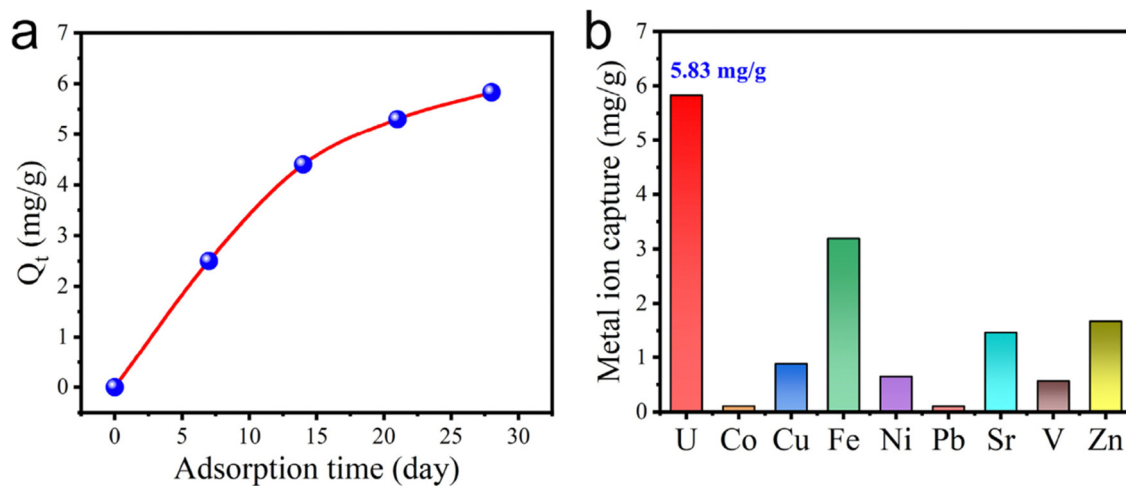 a
7
6
5
4
3
2
1
0
Qt (mg/g)
0 5 10 15 20 25 30
Adsorption time (day)
b
7
6
5
4
3
2
1
0
Metal ion capture (mg/g)
5.83 mg/g
U Co Cu Fe Ni Pb Sr V Zn